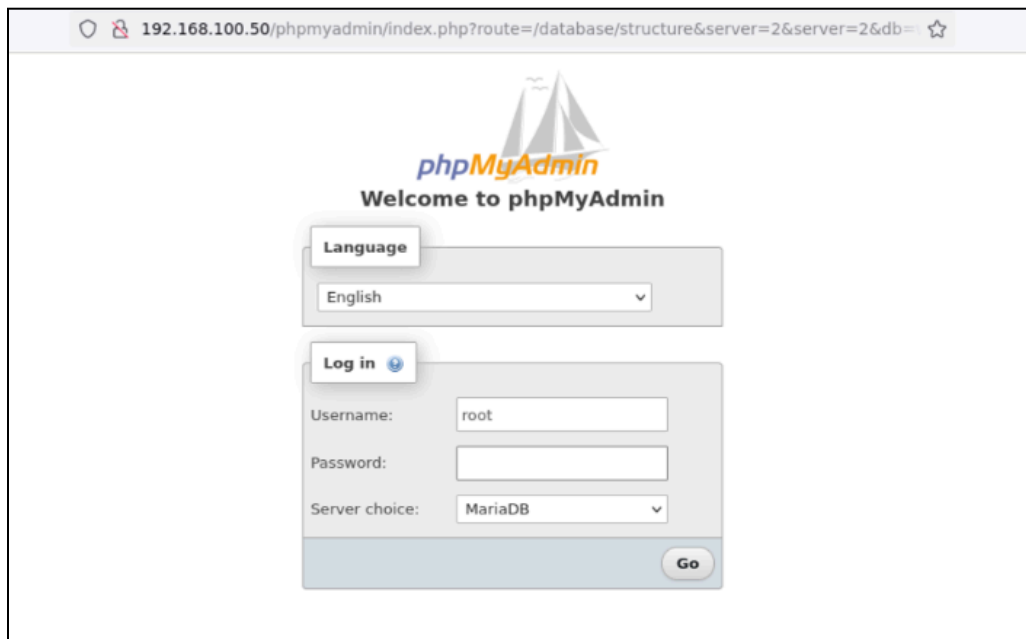 192.168.100.50/phpmyadmin/index.php?route=/database/structure&server=2&server=2&db=
phpMyAdmin
Welcome to phpMyAdmin
Language
English
Log in
Username: root
Password:
Server choice: MariaDB
Go